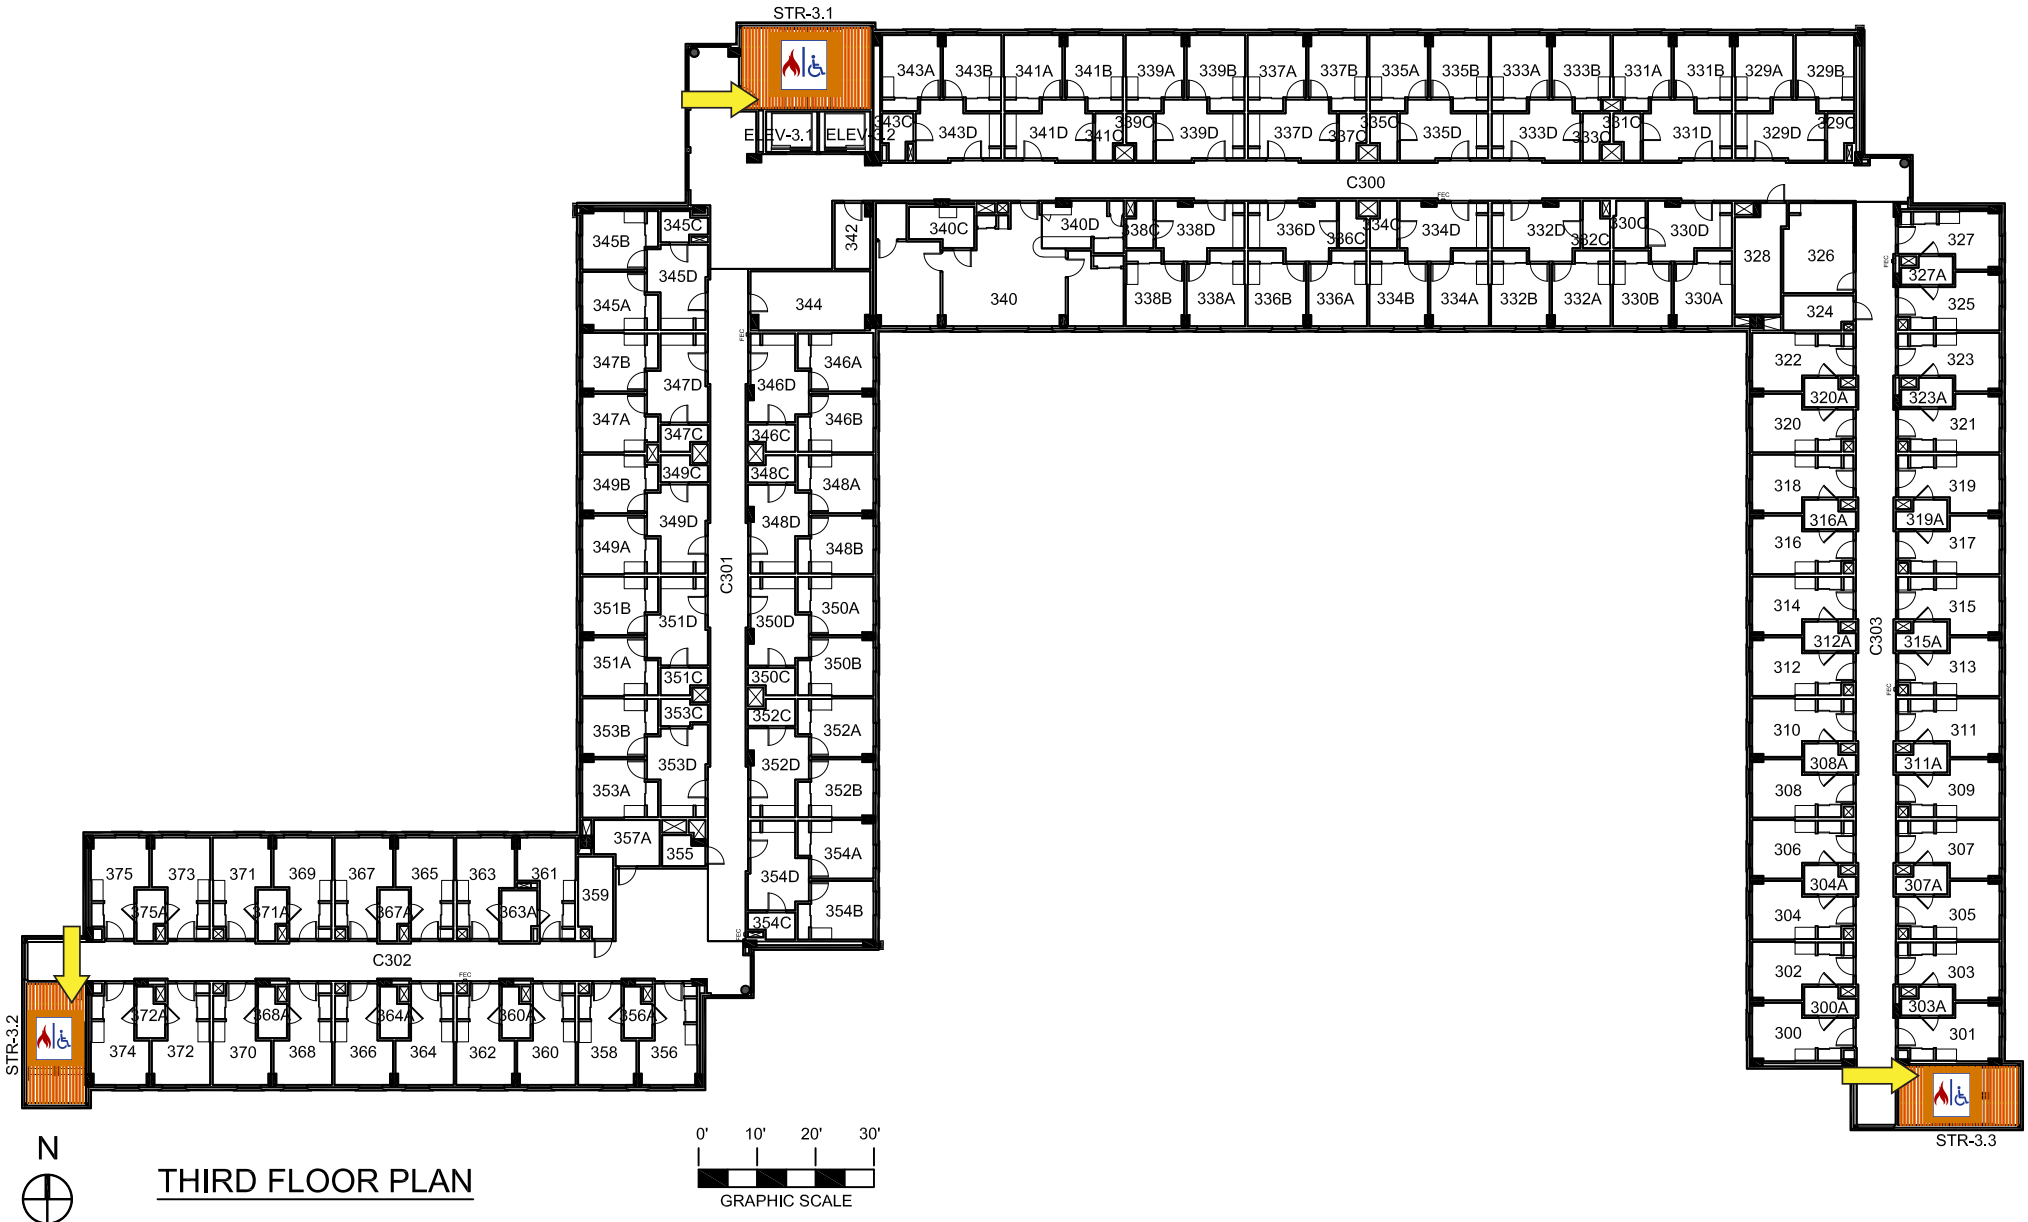 STR-3.1
343A 343B 341A 341B 339A 339B 337A 337B 335A 335B 333A 333B 331A 331B 329A 329B
ELEV-3.1 ELEV-3.2 343C 343D 341D 341C 339C 339D 337D 337C 335C 335D 333D 333C 331C 331D 329D 329C
C300
FEC
345B 345C 345D 345A
342 340C 340D 340 338C 338D 336D 336C 334C 334D 332D 332C 330C 330D 328 326
344 338B 338A 336B 336A 334B 334A 332B 332A 330B 330A 324
327
FEC
327A
325
FEC
347B 347D 346D 346A
347A 347C 346C 346B
349B 349C 348C 348A
349A 349D 348D 348B
C301
351B 351D 350D 350A
351A 351C 350C 350B
353B 353C 352C 352A
353A 353D 352D 352B
357A 355 354D 354A
354C 354B
FEC
322 323
320A 323A
320 321
318 319
316A 319A
316 317
314 315
C303
312A 315A
312 313
FEC
310 311
308A 311A
308 309
306 307
304A 307A
304 305
302 303
300A 303A
300 301
STR-3.3
375 373 371 369 367 365 363 361 359
375A 371A 367A 363A
C302
FEC
372A 368A 364A 360A 356A
374 372 370 368 366 364 362 360 358 356
STR-3.2
N
THIRD FLOOR PLAN
0' 10' 20' 30'
GRAPHIC SCALE